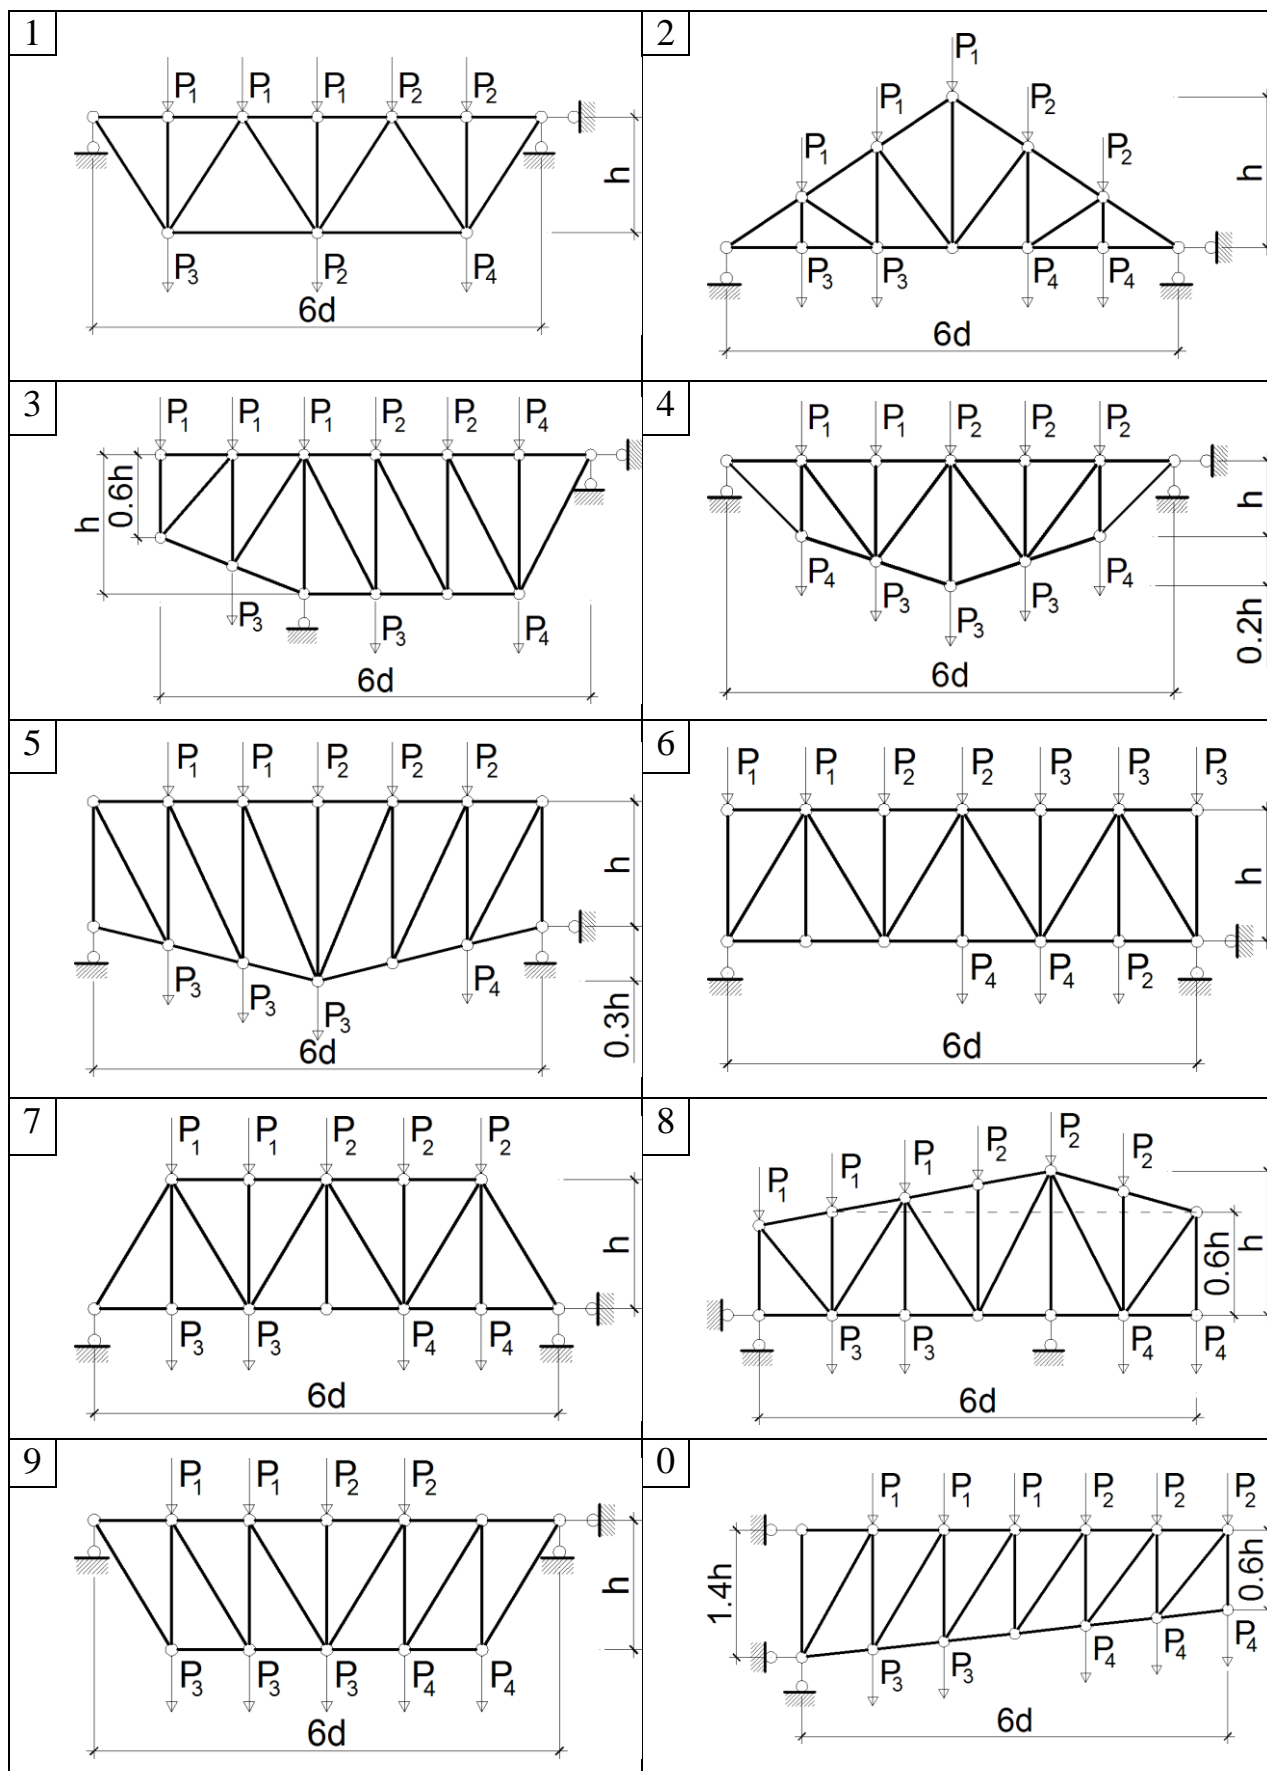 1
P1 P1 P1 P2 P2
h
P3 P2 P4
6d
2
P1
P1 P2
P1 P2
h
P3 P3 P4 P4
6d
3
P1 P1 P1 P2 P2 P4
h 0.6h
P3 P3 P4
6d
4
P1 P1 P2 P2 P2
h
P4 P3 P3 P3 P4
0.2h
6d
5
P1 P1 P2 P2 P2
h
P3 P3 P3 P4
0.3h
6d
6
P1 P1 P2 P2 P3 P3 P3
h
P4 P4 P2
6d
7
P1 P1 P2 P2 P2
h
P3 P3 P4 P4
6d
8
P1 P1 P1 P2 P2 P2
0.6h h
P3 P3 P4 P4
6d
9
P1 P1 P2 P2
h
P3 P3 P3 P4 P4
6d
0
P1 P1 P1 P2 P2 P2
1.4h 0.6h
P3 P3 P4 P4 P4
6d